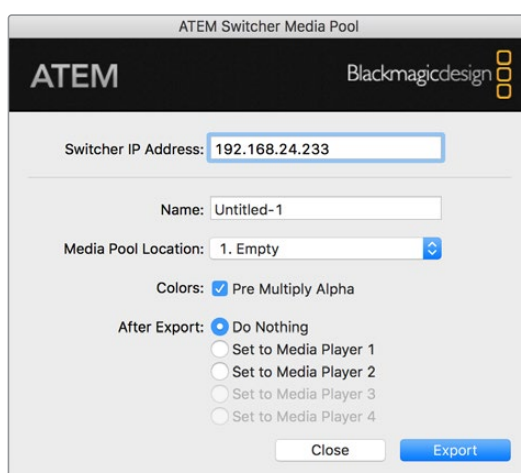 ATEM Switcher Media Pool
ATEM
Blackmagicdesign
Switcher IP Address: 192.168.24.233
Name: Untitled-1
Media Pool Location: 1. Empty
Colors: Pre Multiply Alpha
After Export: Do Nothing
Set to Media Player 1
Set to Media Player 2
Set to Media Player 3
Set to Media Player 4
Close Export